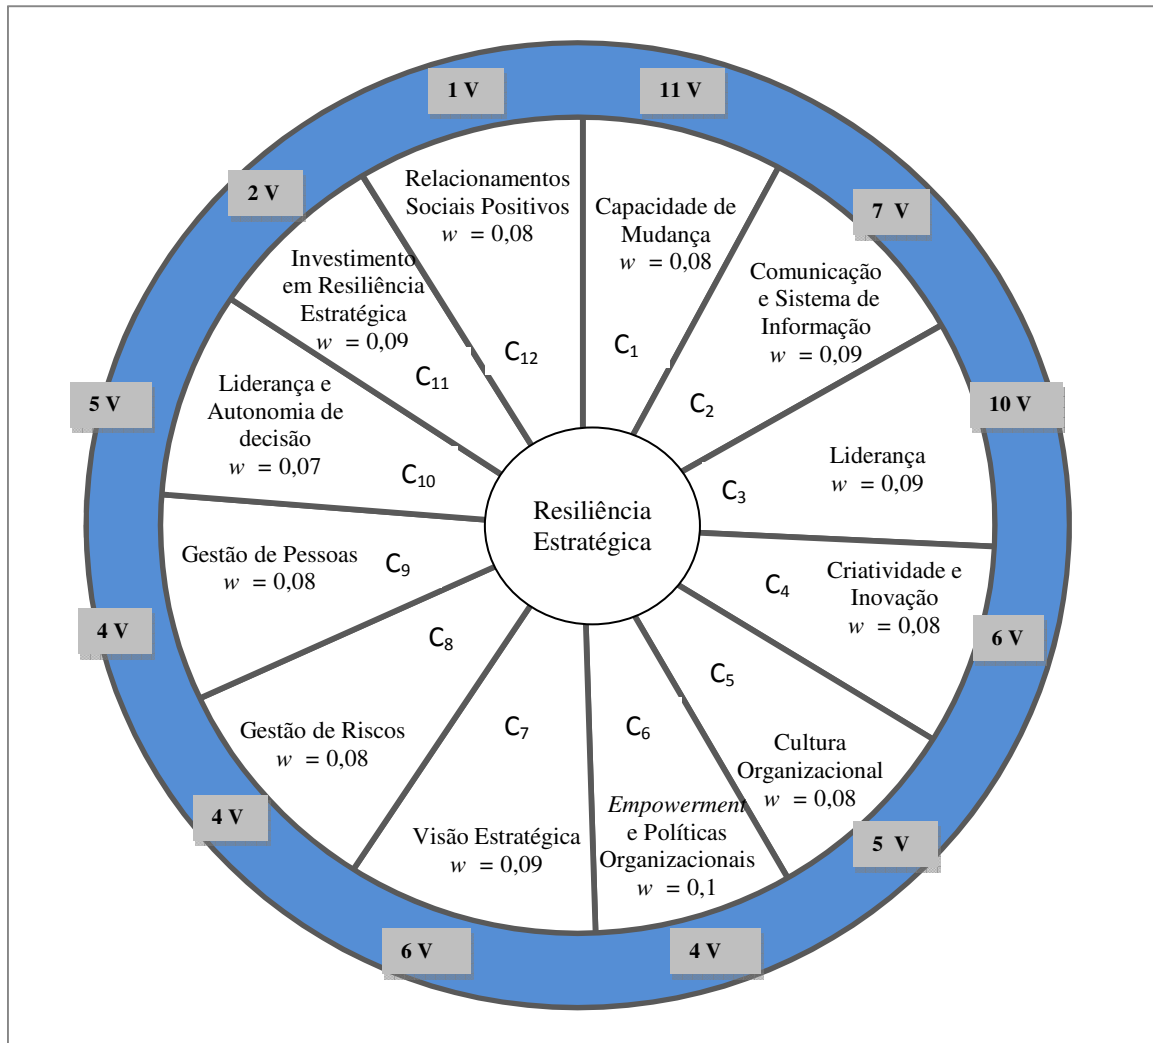 1 V
11 V
2 V
7 V
Relacionamentos
Sociais Positivos
w = 0,08
C12
Capacidade de
Mudança
w = 0,08
C1
Comunicação
e Sistema de
Informação
w = 0,09
C2
Investimento
em Resiliência
Estratégica
w = 0,09
C11
5 V
10 V
Liderança e
Autonomia de
decisão
w = 0,07
C10
Liderança
w = 0,09
C3
Resiliência
Estratégica
Gestão de Pessoas
w = 0,08
C9
Criatividade e
Inovação
w = 0,08
C4
4 V
6 V
C8
Gestão de Riscos
w = 0,08
C7
Visão Estratégica
w = 0,09
C6
Empowerment
e Políticas
Organizacionais
w = 0,1
C5
Cultura
Organizacional
w = 0,08
4 V
5 V
6 V
4 V